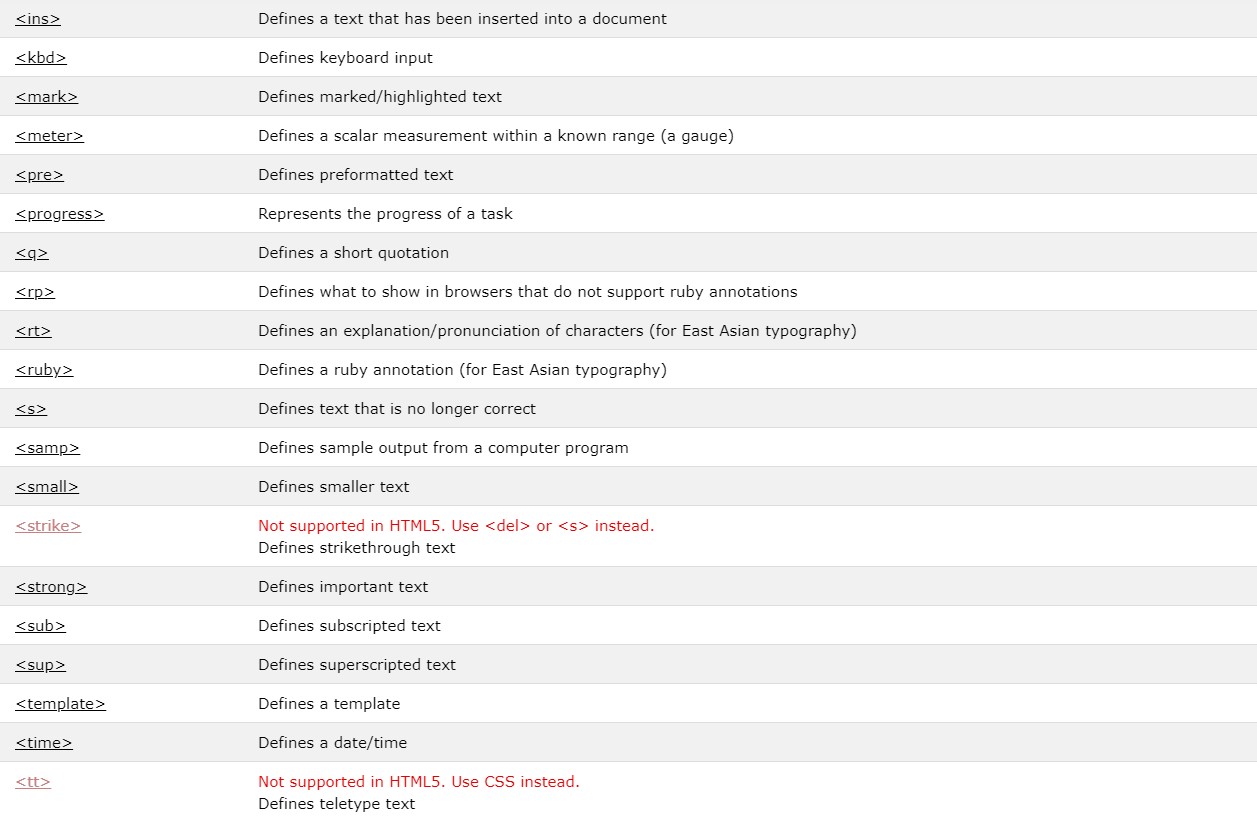 <ins> Defines a text that has been inserted into a document
<kbd> Defines keyboard input
<mark> Defines marked/highlighted text
<meter> Defines a scalar measurement within a known range (a gauge)
<pre> Defines preformatted text
<progress> Represents the progress of a task
<q> Defines a short quotation
<rp> Defines what to show in browsers that do not support ruby annotations
<rt> Defines an explanation/pronunciation of characters (for East Asian typography)
<ruby> Defines a ruby annotation (for East Asian typography)
<s> Defines text that is no longer correct
<samp> Defines sample output from a computer program
<small> Defines smaller text
<strike> Not supported in HTML5. Use <del> or <s> instead.
Defines strikethrough text
<strong> Defines important text
<sub> Defines subscripted text
<sup> Defines superscripted text
<template> Defines a template
<time> Defines a date/time
<tt> Not supported in HTML5. Use CSS instead.
Defines teletype text